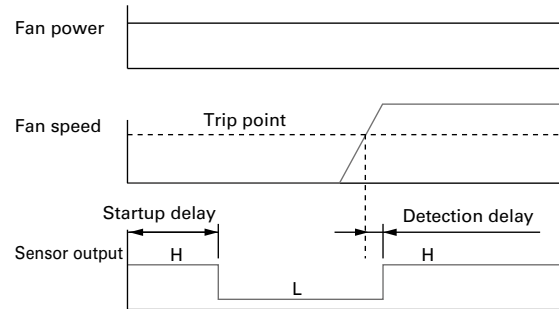 Fan power
Fan speed
Trip point
Startup delay
Detection delay
Sensor output
H
L
H